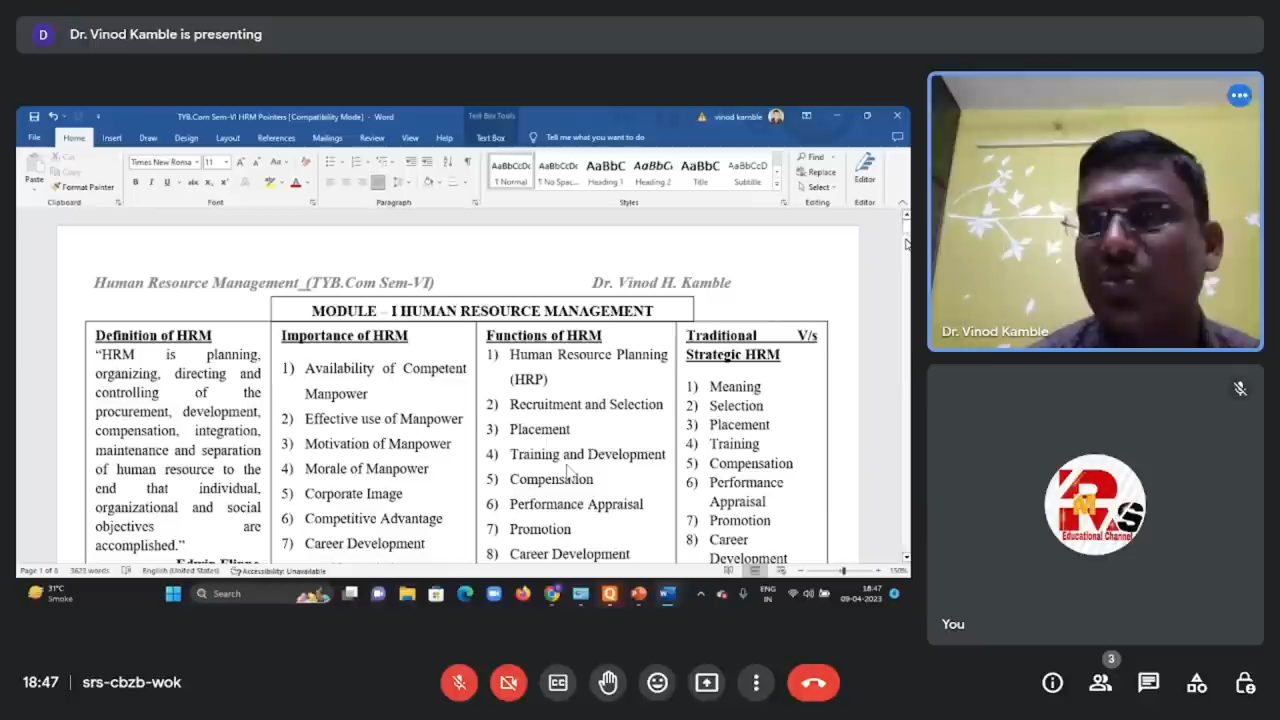 D Dr. Vinod Kamble is presenting
TYB.Com Sem-VI HRM Pointers [Compatibility Mode] - Word
Text Box Tools
vinod kamble
File Home Insert Draw Design Layout References Mailings Review View Help Text Box Tell me what you want to do
Paste
Cut
Copy
Format Painter
Clipboard
Times New Roma 11
Font
Paragraph
AaBbCcDc AaBbCcDc AaBbC AaBbCc AaBbC AaBbCcD
¶ Normal ¶ No Spac... Heading 1 Heading 2 Title Subtitle
Styles
Find
Replace
Select
Editing
Editor
Editor
Human Resource Management_(TYB.Com Sem-VI) Dr. Vinod H. Kamble
MODULE – I HUMAN RESOURCE MANAGEMENT
Definition of HRM
“HRM is planning,
organizing, directing and
controlling of the
procurement, development,
compensation, integration,
maintenance and separation
of human resource to the
end that individual,
organizational and social
objectives are
accomplished.”
Importance of HRM
1) Availability of Competent
Manpower
2) Effective use of Manpower
3) Motivation of Manpower
4) Morale of Manpower
5) Corporate Image
6) Competitive Advantage
7) Career Development
Functions of HRM
1) Human Resource Planning
(HRP)
2) Recruitment and Selection
3) Placement
4) Training and Development
5) Compensation
6) Performance Appraisal
7) Promotion
8) Career Development
Traditional V/s
Strategic HRM
1) Meaning
2) Selection
3) Placement
4) Training
5) Compensation
6) Performance
Appraisal
7) Promotion
8) Career
Development
Page 1 of 8 3623 words English (United States) Accessibility: Unavailable 150%
31°C
Smoke
Search
ENG
IN
18:47
09-04-2023
Dr. Vinod Kamble
RMS
Educational Channel
You
18:47 | srs-cbzb-wok
3